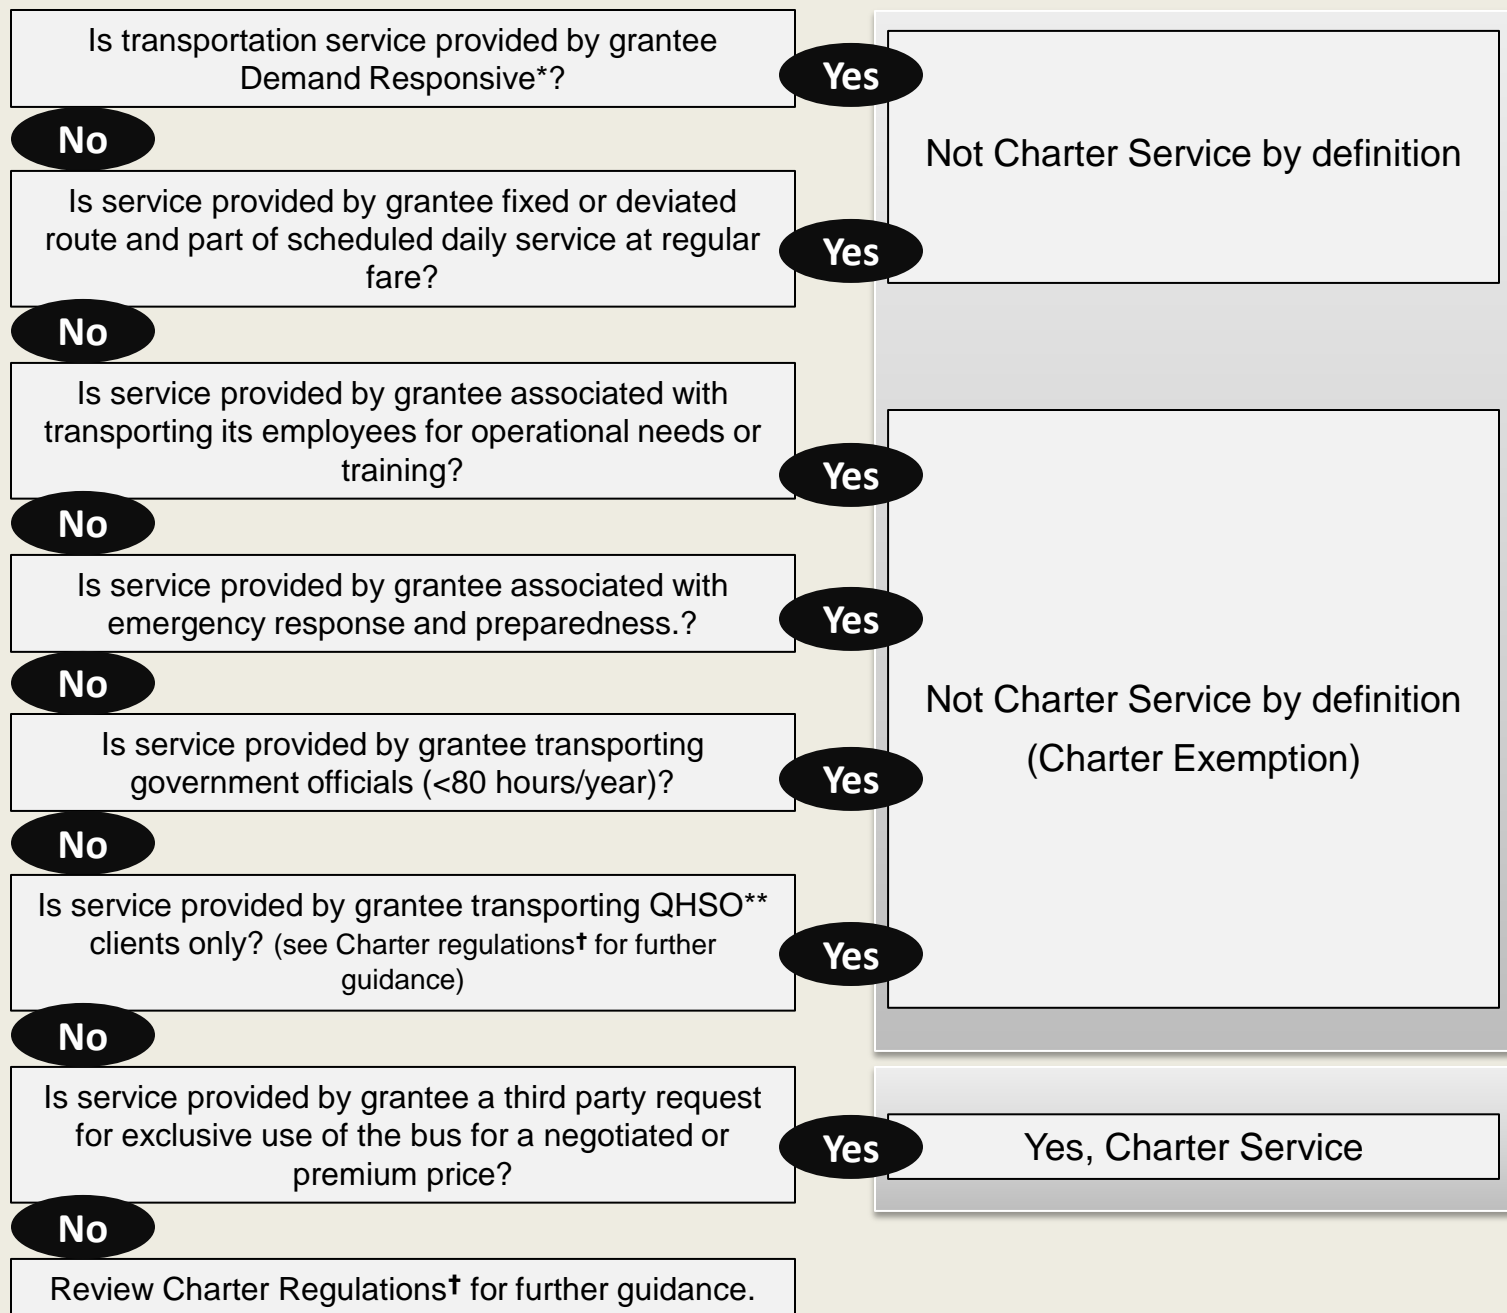 Is transportation service provided by grantee
Demand Responsive*?
Yes
Not Charter Service by definition
No
Is service provided by grantee fixed or deviated
route and part of scheduled daily service at regular
fare?
Yes
No
Is service provided by grantee associated with
transporting its employees for operational needs or
training?
Yes
Not Charter Service by definition
(Charter Exemption)
No
Is service provided by grantee associated with
emergency response and preparedness.?
Yes
No
Is service provided by grantee transporting
government officials (<80 hours/year)?
Yes
No
Is service provided by grantee transporting QHSO**
clients only? (see Charter regulations† for further
guidance)
Yes
No
Is service provided by grantee a third party request
for exclusive use of the bus for a negotiated or
premium price?
Yes
Yes, Charter Service
No
Review Charter Regulations† for further guidance.